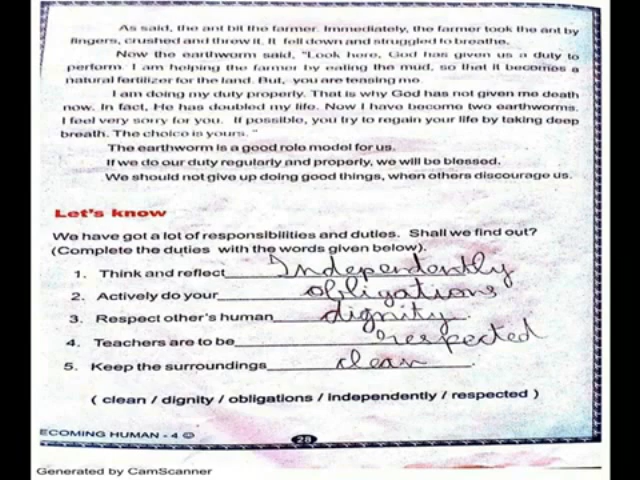 As said, the ant bit the farmer. Immediately, the farmer took the ant by
fingers, crushed and threw it. It fell down and struggled to breathe.
Now the earthworm said, "Look here, God has given us a duty to
perform. I am helping the farmer by eating the mud, so that it becomes a
natural fertilizer for the land. But, you are teasing me.
I am doing my duty properly. That is why God has not given me death
now. In fact, He has doubled my life. Now I have become two earthworms.
I feel very sorry for you. If possible, you try to regain your life by taking deep
breath. The choice is yours."
The earthworm is a good role model for us.
If we do our duty regularly and properly, we will be blessed.
We should not give up doing good things, when others discourage us.
Let's know
We have got a lot of responsibilities and duties. Shall we find out?
(Complete the duties with the words given below).
1. Think and reflect Independently
2. Actively do your obligations
3. Respect other's human dignity.
4. Teachers are to be respected
5. Keep the surroundings clean.
( clean / dignity / obligations / independently / respected )
ECOMING HUMAN - 4 ☺
28
Generated by CamScanner